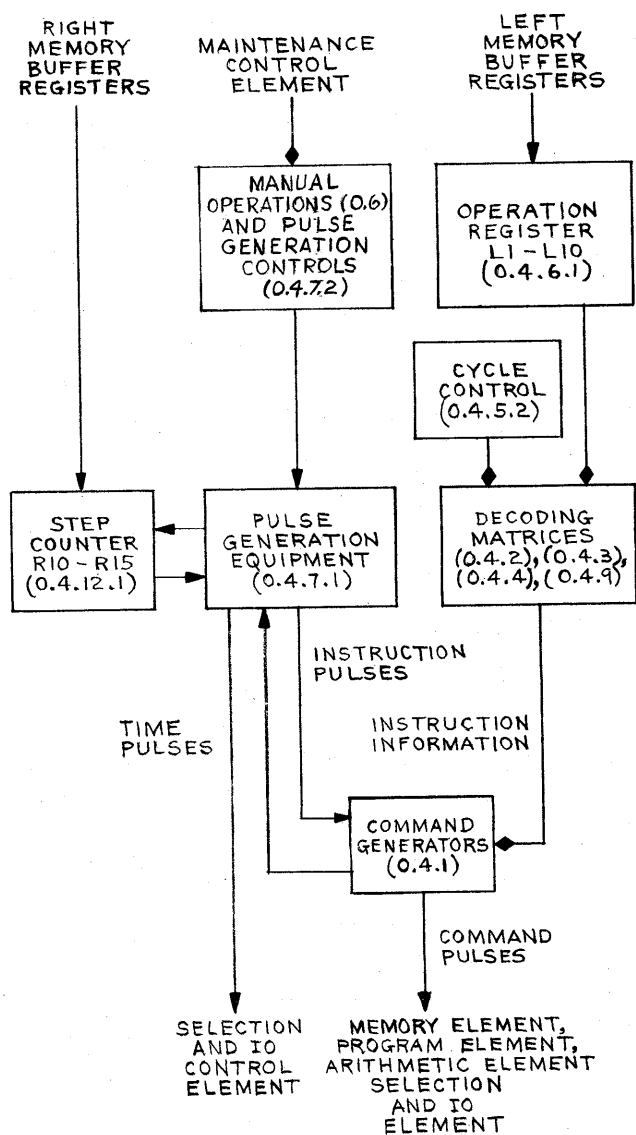 RIGHT
MEMORY
BUFFER
REGISTERS
MAINTENANCE
CONTROL
ELEMENT
LEFT
MEMORY
BUFFER
REGISTERS
MANUAL
OPERATIONS (0.6)
AND PULSE
GENERATION
CONTROLS
(0.4.7.2)
OPERATION
REGISTER
L1-L10
(0.4.6.1)
CYCLE
CONTROL
(0.4.5.2)
STEP
COUNTER
R10-R15
(0.4.12.1)
PULSE
GENERATION
EQUIPMENT
(0.4.7.1)
DECODING
MATRICES
(0.4.2), (0.4.3),
(0.4.4), (0.4.9)
INSTRUCTION
PULSES
TIME
PULSES
INSTRUCTION
INFORMATION
COMMAND
GENERATORS
(0.4.1)
COMMAND
PULSES
SELECTION
AND IO
CONTROL
ELEMENT
MEMORY ELEMENT,
PROGRAM ELEMENT,
ARITHMETIC ELEMENT
SELECTION
AND IO
ELEMENT